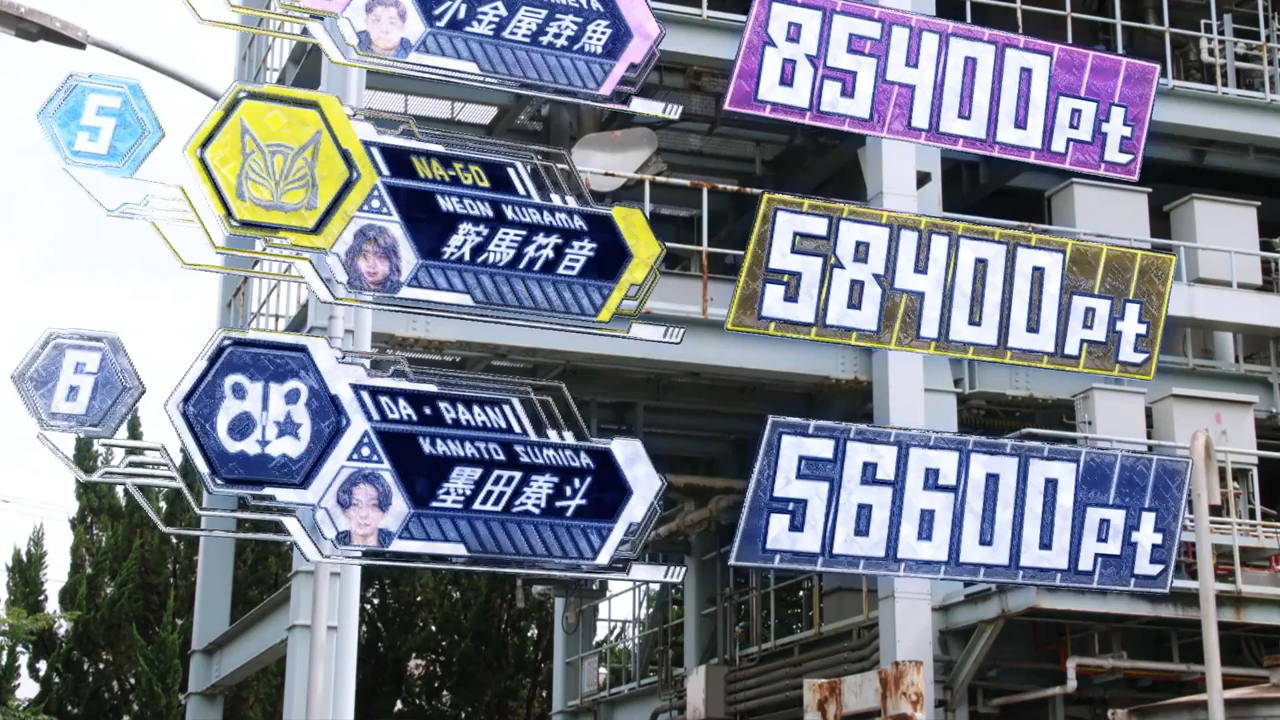 小金屋森魚
85400Pt
5
NA-GO
NEON KURAMA
鞍馬祢音
58400Pt
6
DA・PAAN
KANATO SUMIDA
墨田奏斗
56600Pt